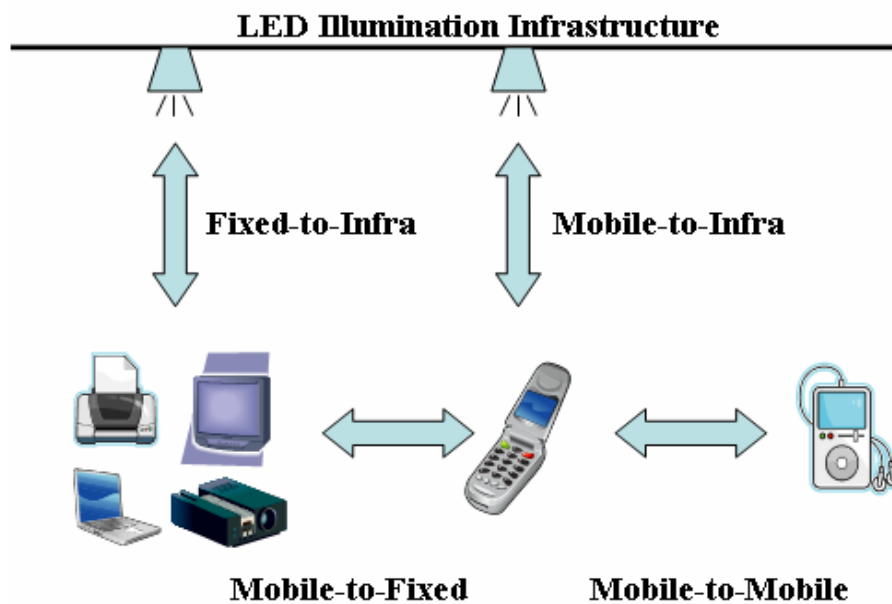 LED Illumination Infrastructure
Fixed-to-Infra
Mobile-to-Infra
Mobile-to-Fixed
Mobile-to-Mobile